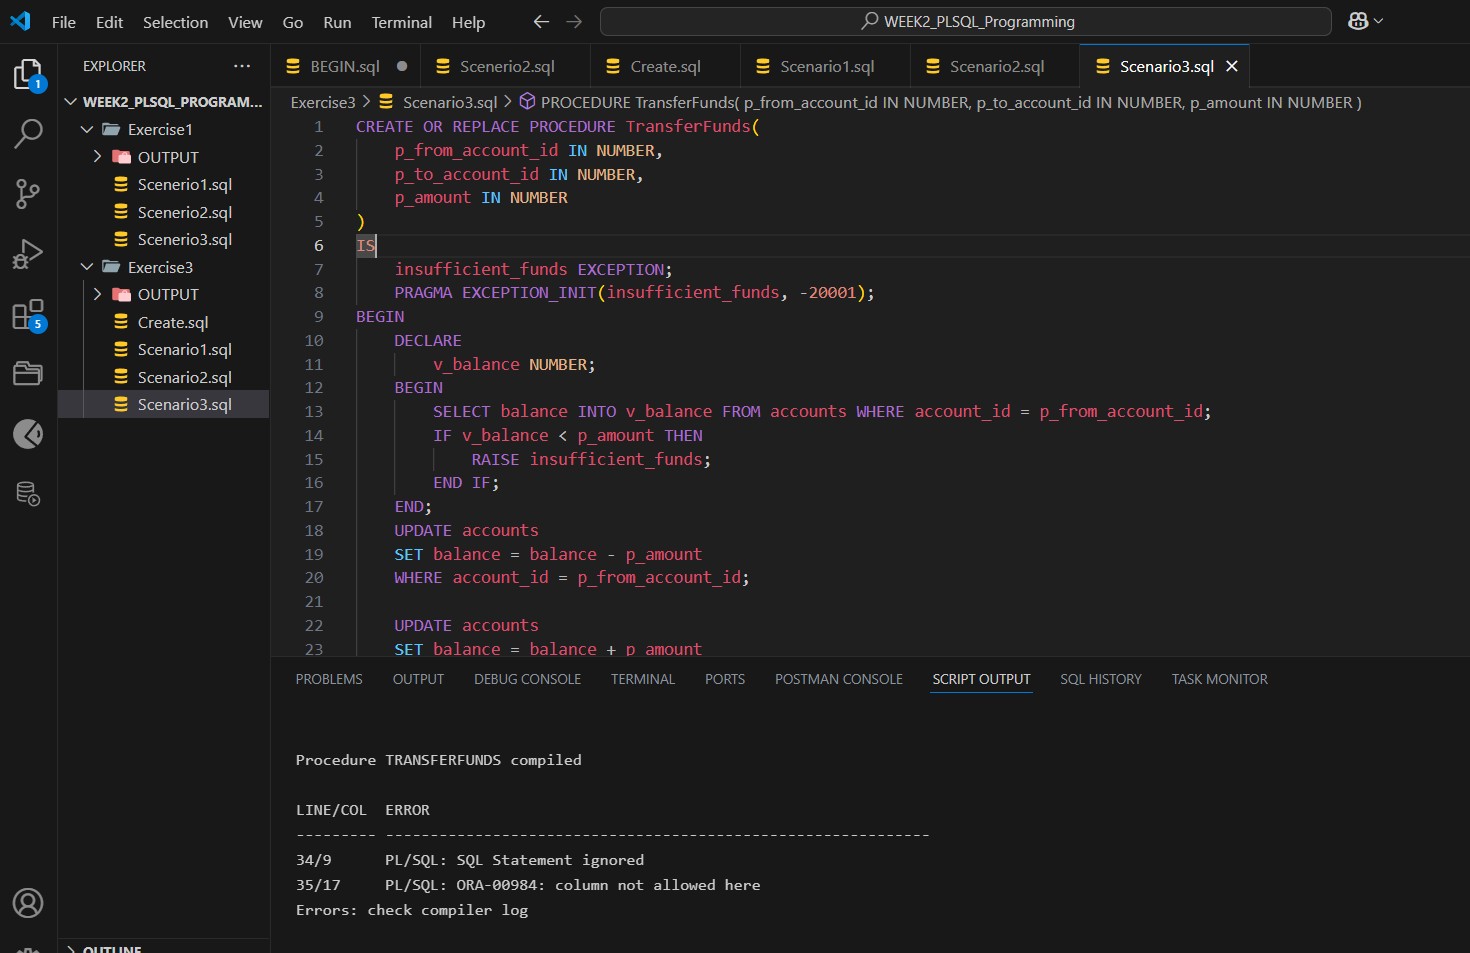 File Edit Selection View Go Run Terminal Help WEEK2_PLSQL_Programming
EXPLORER ...
BEGIN.sql Scenerio2.sql Create.sql Scenario1.sql Scenario2.sql Scenario3.sql
1
WEEK2_PLSQL_PROGRAM...
Exercise1
OUTPUT
Scenerio1.sql
Scenerio2.sql
Scenerio3.sql
Exercise3
OUTPUT
Create.sql
Scenario1.sql
Scenario2.sql
Scenario3.sql
5
OUTLINE
Exercise3 > Scenario3.sql > PROCEDURE TransferFunds( p_from_account_id IN NUMBER, p_to_account_id IN NUMBER, p_amount IN NUMBER )
1 CREATE OR REPLACE PROCEDURE TransferFunds(
2 p_from_account_id IN NUMBER,
3 p_to_account_id IN NUMBER,
4 p_amount IN NUMBER
5 )
6 IS
7 insufficient_funds EXCEPTION;
8 PRAGMA EXCEPTION_INIT(insufficient_funds, -20001);
9 BEGIN
10 DECLARE
11 v_balance NUMBER;
12 BEGIN
13 SELECT balance INTO v_balance FROM accounts WHERE account_id = p_from_account_id;
14 IF v_balance < p_amount THEN
15 RAISE insufficient_funds;
16 END IF;
17 END;
18 UPDATE accounts
19 SET balance = balance - p_amount
20 WHERE account_id = p_from_account_id;
21
22 UPDATE accounts
23 SET balance = balance + p_amount
PROBLEMS OUTPUT DEBUG CONSOLE TERMINAL PORTS POSTMAN CONSOLE SCRIPT OUTPUT SQL HISTORY TASK MONITOR
Procedure TRANSFERFUNDS compiled
LINE/COL ERROR
--------- -------------------------------------------------------------
34/9 PL/SQL: SQL Statement ignored
35/17 PL/SQL: ORA-00984: column not allowed here
Errors: check compiler log